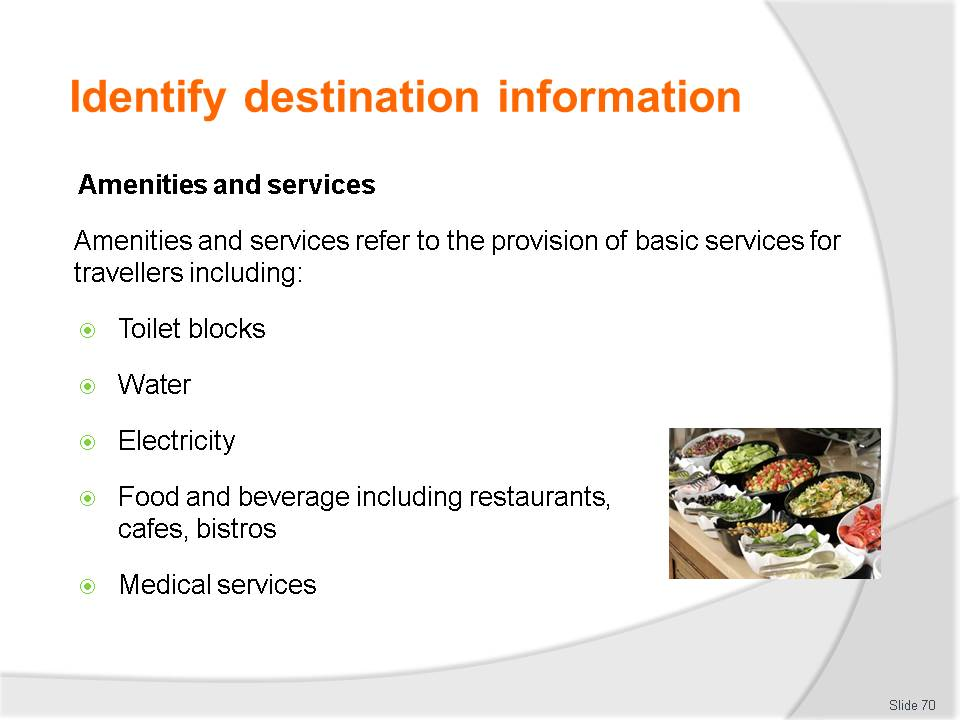 Identify destination information
Amenities and services
Amenities and services refer to the provision of basic services for
travellers including:
Toilet blocks
Water
Electricity
Food and beverage including restaurants,
cafes, bistros
Medical services
Slide 70